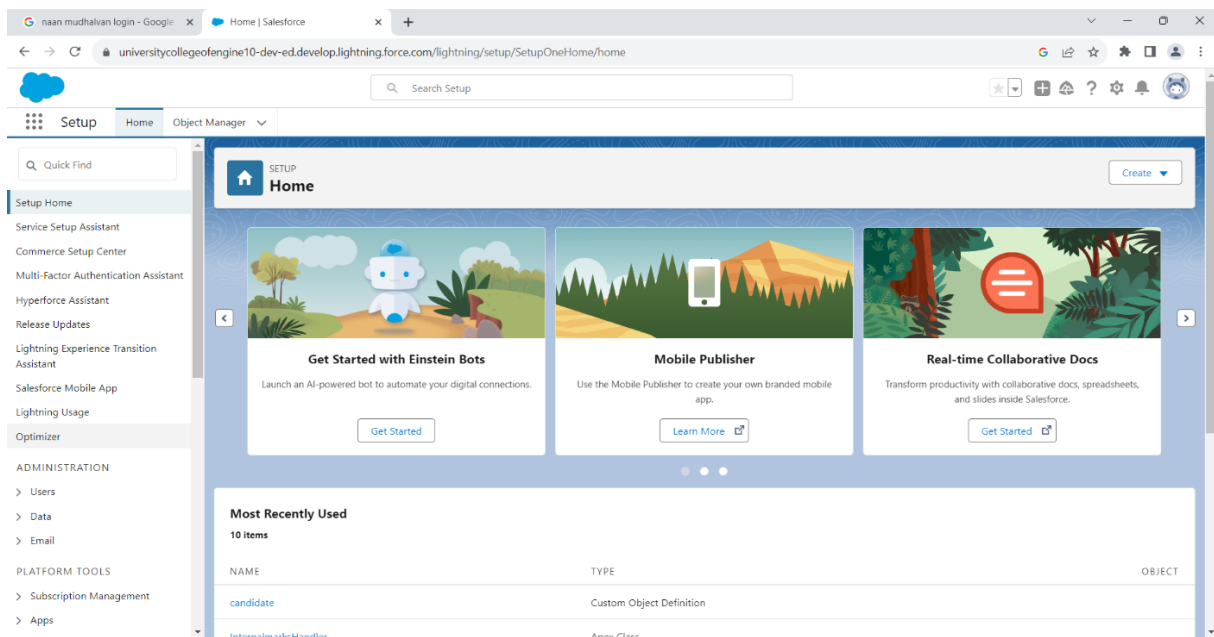 naan mudhalvan login - Google
Home | Salesforce
universitycollegeofengine10-dev-ed.develop.lightning.force.com/lightning/setup/SetupOneHome/home
Search Setup
Setup
Home
Object Manager
Quick Find
Setup Home
Service Setup Assistant
Commerce Setup Center
Multi-Factor Authentication Assistant
Hyperforce Assistant
Release Updates
Lightning Experience Transition
Assistant
Salesforce Mobile App
Lightning Usage
Optimizer
ADMINISTRATION
Users
Data
Email
PLATFORM TOOLS
Subscription Management
Apps
SETUP
Home
Create
Get Started with Einstein Bots
Launch an AI-powered bot to automate your digital connections.
Get Started
Mobile Publisher
Use the Mobile Publisher to create your own branded mobile
app.
Learn More
Real-time Collaborative Docs
Transform productivity with collaborative docs, spreadsheets,
and slides inside Salesforce.
Get Started
Most Recently Used
10 items
NAME TYPE OBJECT
candidate Custom Object Definition
InternalmarksHandler Apex Class